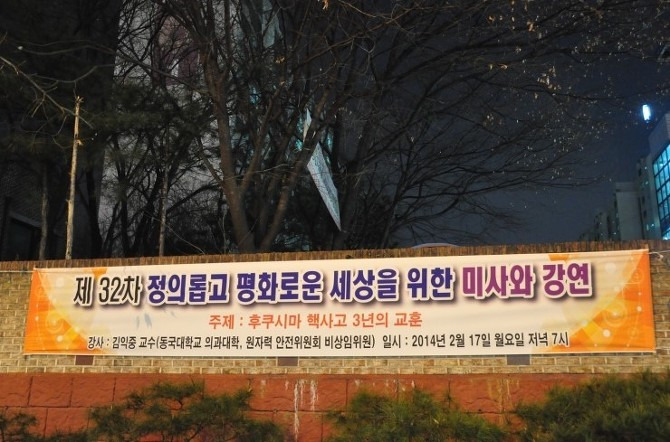 제 32차 정의롭고 평화로운 세상을 위한 미사와 강연
주제 : 후쿠시마 핵사고 3년의 교훈
강사 : 김익중 교수(동국대학교 의과대학, 원자력 안전위원회 비상임위원) 일시 : 2014년 2월 17일 월요일 저녁 7시